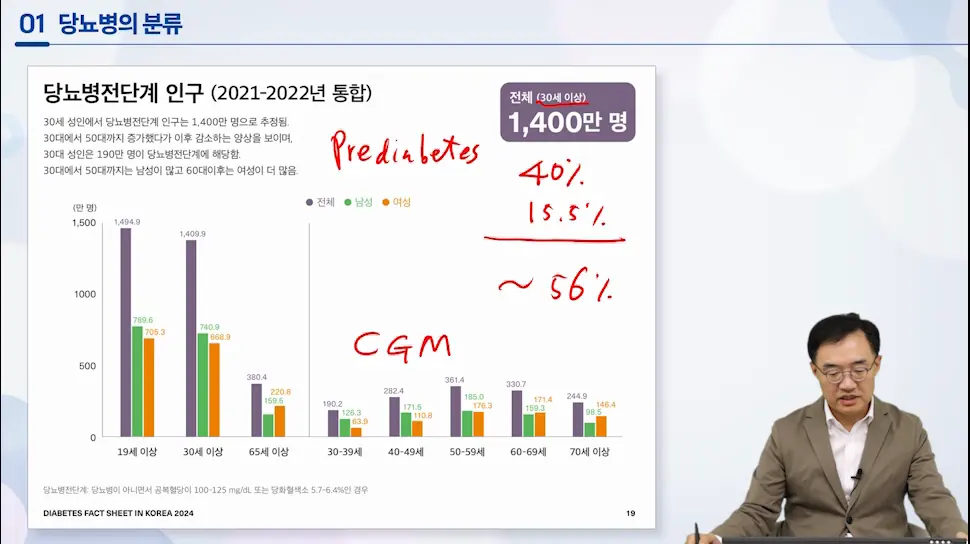 01 당뇨병의 분류
당뇨병전단계 인구 (2021-2022년 통합)
30세 성인에서 당뇨병전단계 인구는 1,400만 명으로 추정됨.
30대에서 50대까지 증가했다가 이후 감소하는 양상을 보이며,
30대 성인은 190만 명이 당뇨병전단계에 해당함.
30대에서 50대까지는 남성이 많고 60대이후는 여성이 더 많음.
전체 (30세 이상)
1,400만 명
Prediabetes
40%
15.5%
~ 56%
CGM
전체 남성 여성
(만 명)
1,500
1000
500
0
1,494.9
789.6
705.3
1,409.9
740.9
668.9
380.4
159.5
220.8
190.2
126.3
63.9
282.4
171.5
110.8
361.4
185.0
176.3
330.7
159.3
171.4
244.9
98.5
146.4
19세 이상 30세 이상 65세 이상 30-39세 40-49세 50-59세 60-69세 70세 이상
당뇨병전단계: 당뇨병이 아니면서 공복혈당이 100-125 mg/dL 또는 당화혈색소 5.7-6.4%인 경우
DIABETES FACT SHEET IN KOREA 2024
19